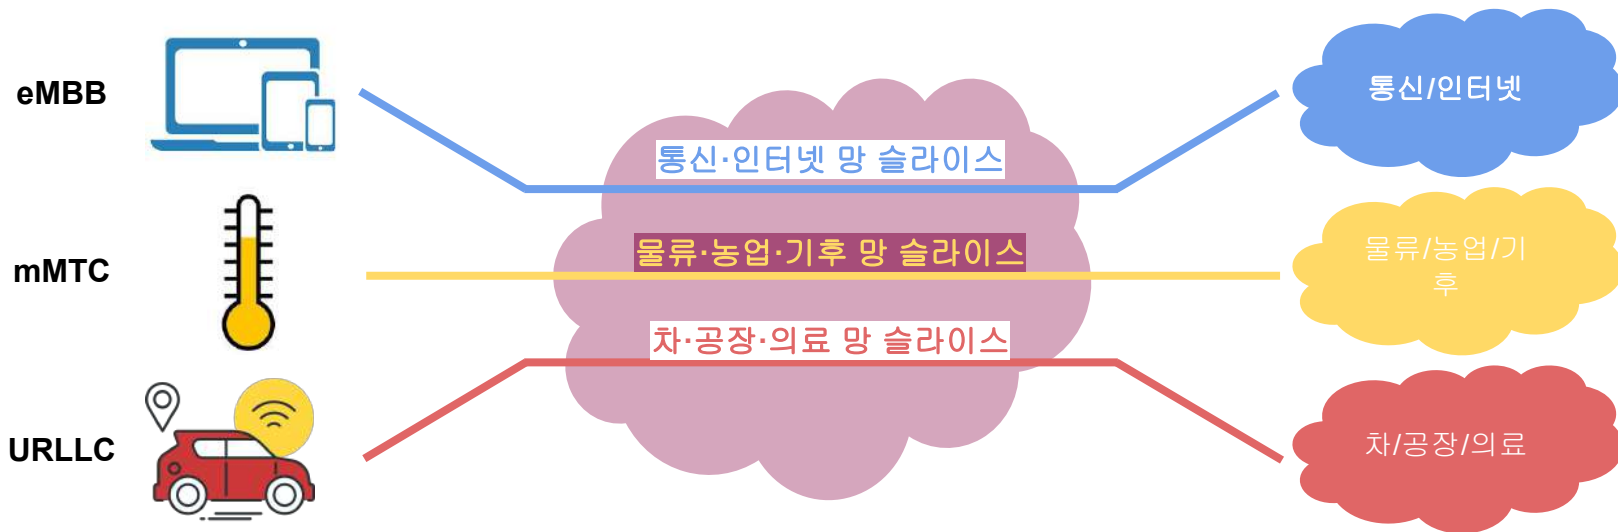 eMBB
통신·인터넷 망 슬라이스
통신/인터넷
mMTC
물류·농업·기후 망 슬라이스
물류/농업/기
후
URLLC
차·공장·의료 망 슬라이스
차/공장/의료